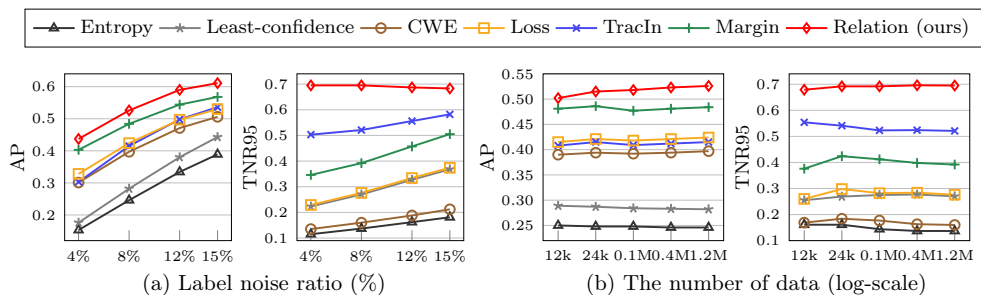 Entropy Least-confidence CWE Loss TracIn Margin Relation (ours)
AP
0.6
0.5
0.4
0.3
0.2
4% 8% 12% 15%
TNR95
0.7
0.6
0.5
0.4
0.3
0.2
0.1
4% 8% 12% 15%
(a) Label noise ratio (%)
AP
0.55
0.50
0.40
0.30
0.25
12k 24k 0.1M 0.4M 1.2M
TNR95
0.7
0.6
0.5
0.4
0.3
0.2
0.1
12k 24k 0.1M 0.4M 1.2M
(b) The number of data (log-scale)